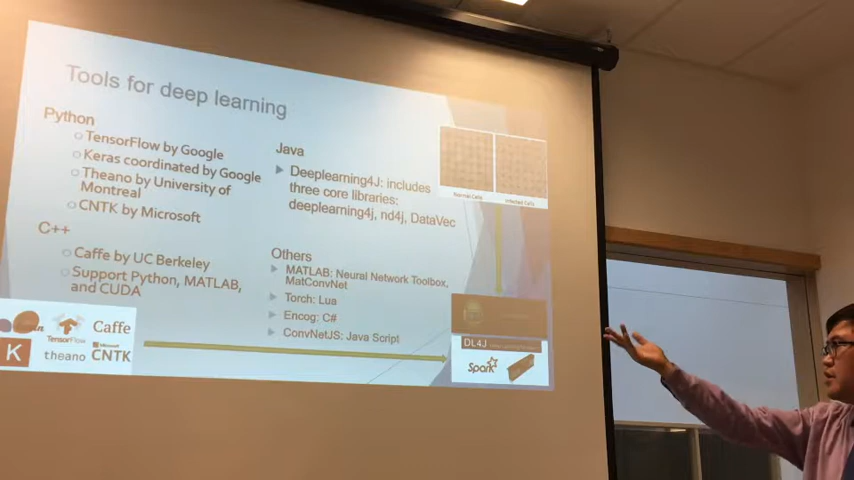 Tools for deep learning
Python
TensorFlow by Google
Keras coordinated by Google
Theano by University of
Montreal
CNTK by Microsoft
C++
Caffe by UC Berkeley
Support Python, MATLAB,
and CUDA
Java
Deeplearning4J: includes
three core libraries:
deeplearning4j, nd4j, DataVec
Others
MATLAB: Neural Network Toolbox,
MatConvNet
Torch: Lua
Encog: C#
ConvNetJS: Java Script
Normal Cells
Infected Cells
TensorFlow
Caffe
K
theano
Microsoft
CNTK
DL4J
Spark